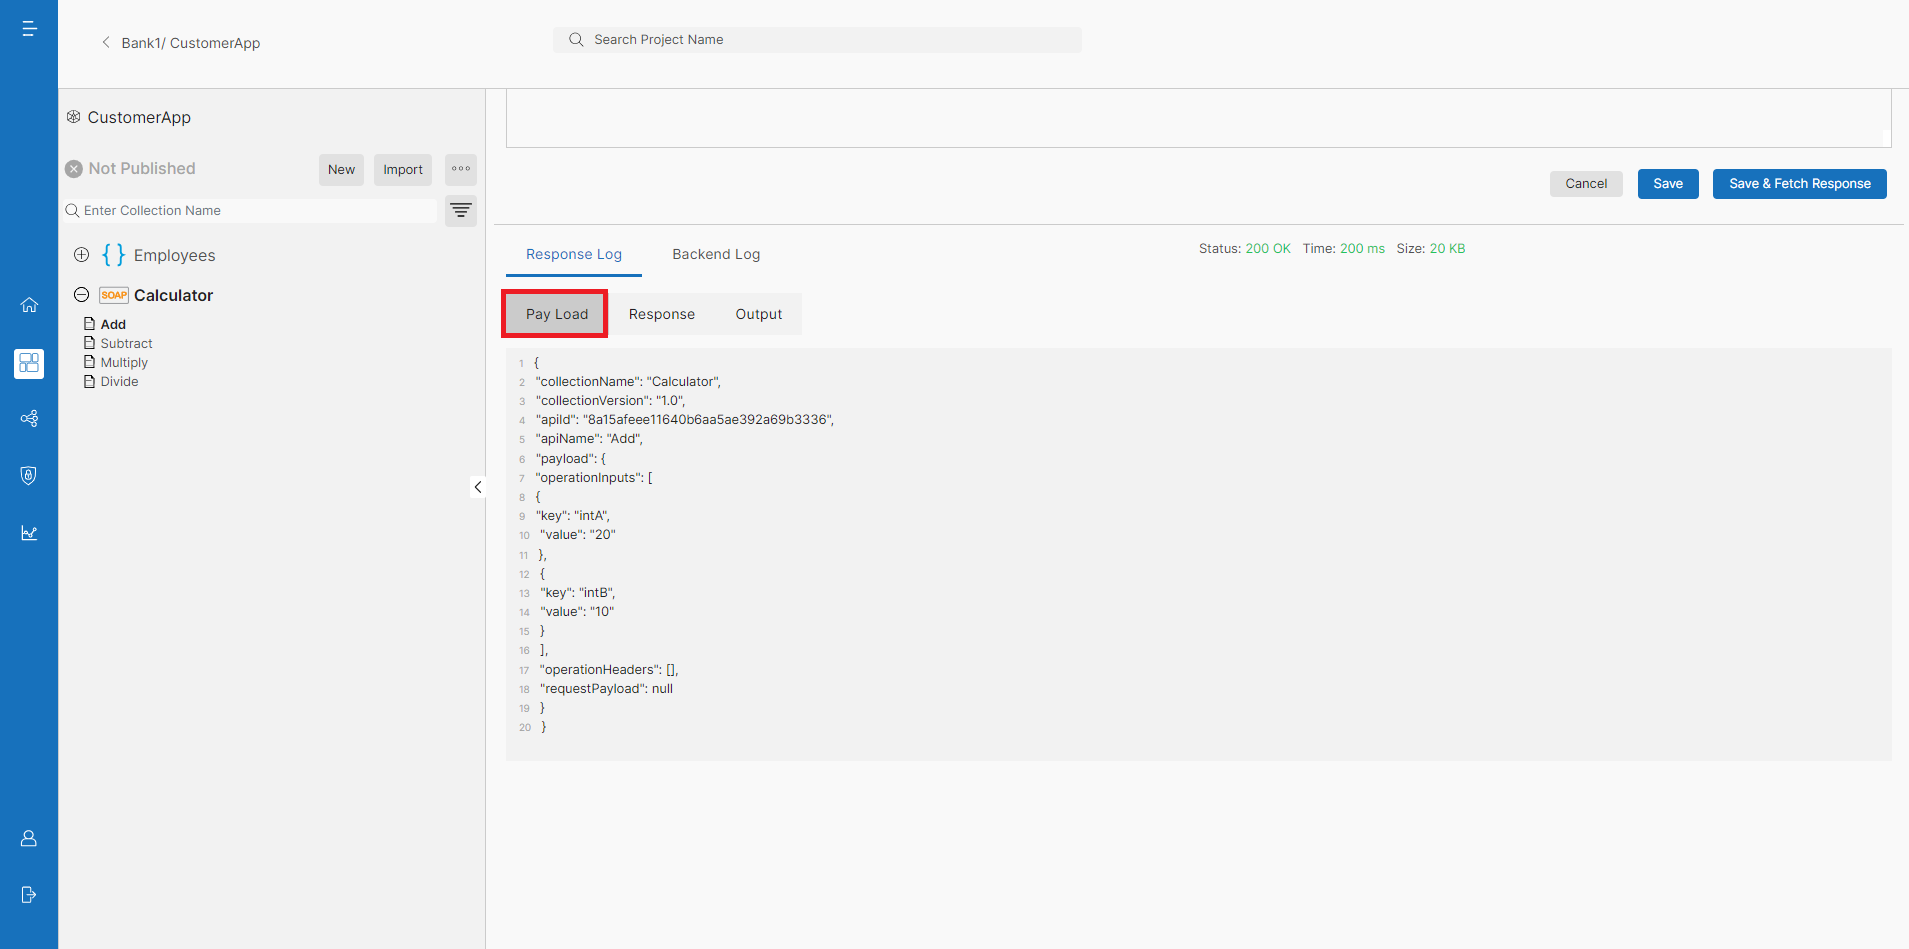 Bank1/ CustomerApp
Search Project Name
CustomerApp
Not Published
New
Import
Enter Collection Name
Employees
SOAP Calculator
Add
Subtract
Multiply
Divide
Cancel
Save
Save & Fetch Response
Response Log
Backend Log
Status: 200 OK Time: 200 ms Size: 20 KB
Pay Load
Response
Output
1 {
2 "collectionName": "Calculator",
3 "collectionVersion": "1.0",
4 "apiId": "8a15afeee11640b6aa5ae392a69b3336",
5 "apiName": "Add",
6 "payload": {
7 "operationInputs": [
8 {
9 "key": "intA",
10 "value": "20"
11 },
12 {
13 "key": "intB",
14 "value": "10"
15 }
16 ],
17 "operationHeaders": [],
18 "requestPayload": null
19 }
20 }